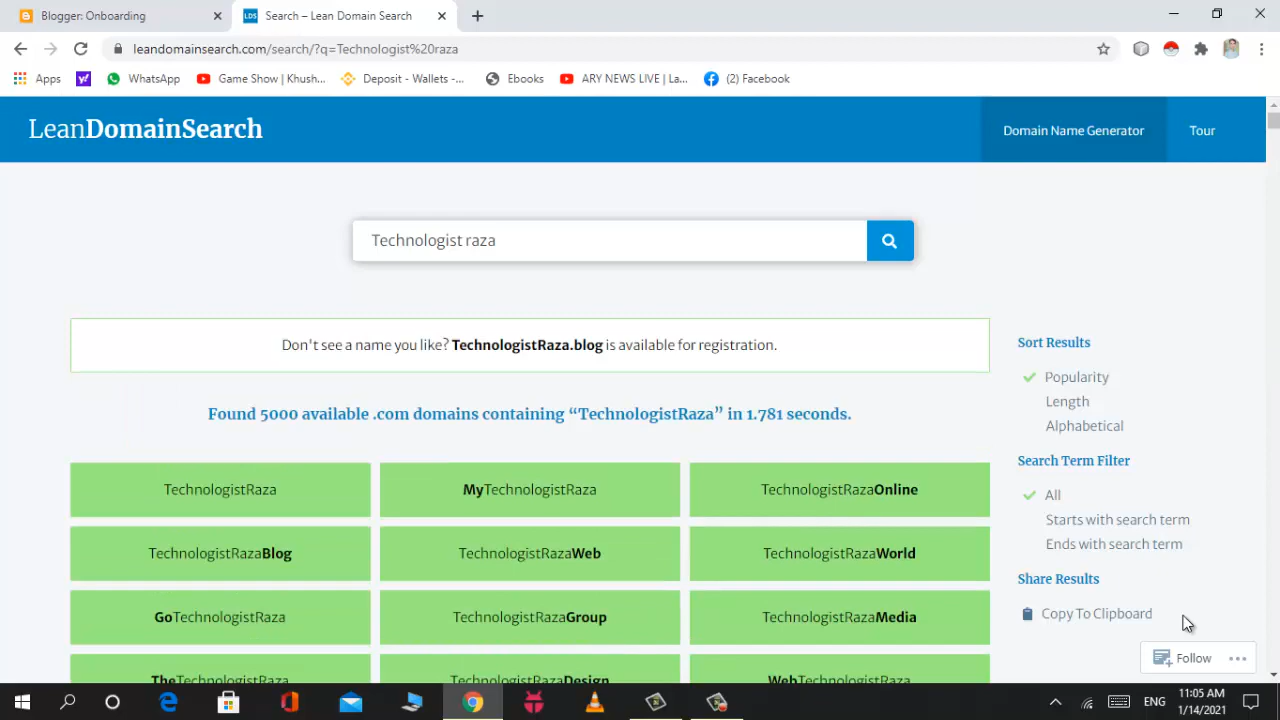 Blogger: Onboarding
LDS
Search – Lean Domain Search
leandomainsearch.com/search/?q=Technologist%20raza
Apps
WhatsApp
Game Show | Khush...
Deposit - Wallets -...
Ebooks
ARY NEWS LIVE | La...
(2) Facebook
LeanDomainSearch
Domain Name Generator
Tour
Technologist raza
Don't see a name you like? TechnologistRaza.blog is available for registration.
Found 5000 available .com domains containing “TechnologistRaza” in 1.781 seconds.
TechnologistRaza
MyTechnologistRaza
TechnologistRazaOnline
TechnologistRazaBlog
TechnologistRazaWeb
TechnologistRazaWorld
GoTechnologistRaza
TechnologistRazaGroup
TechnologistRazaMedia
TheTechnologistRaza
TechnologistRazaDesign
WebTechnologistRaza
Sort Results
Popularity
Length
Alphabetical
Search Term Filter
All
Starts with search term
Ends with search term
Share Results
Copy To Clipboard
Follow
ENG
11:05 AM
1/14/2021